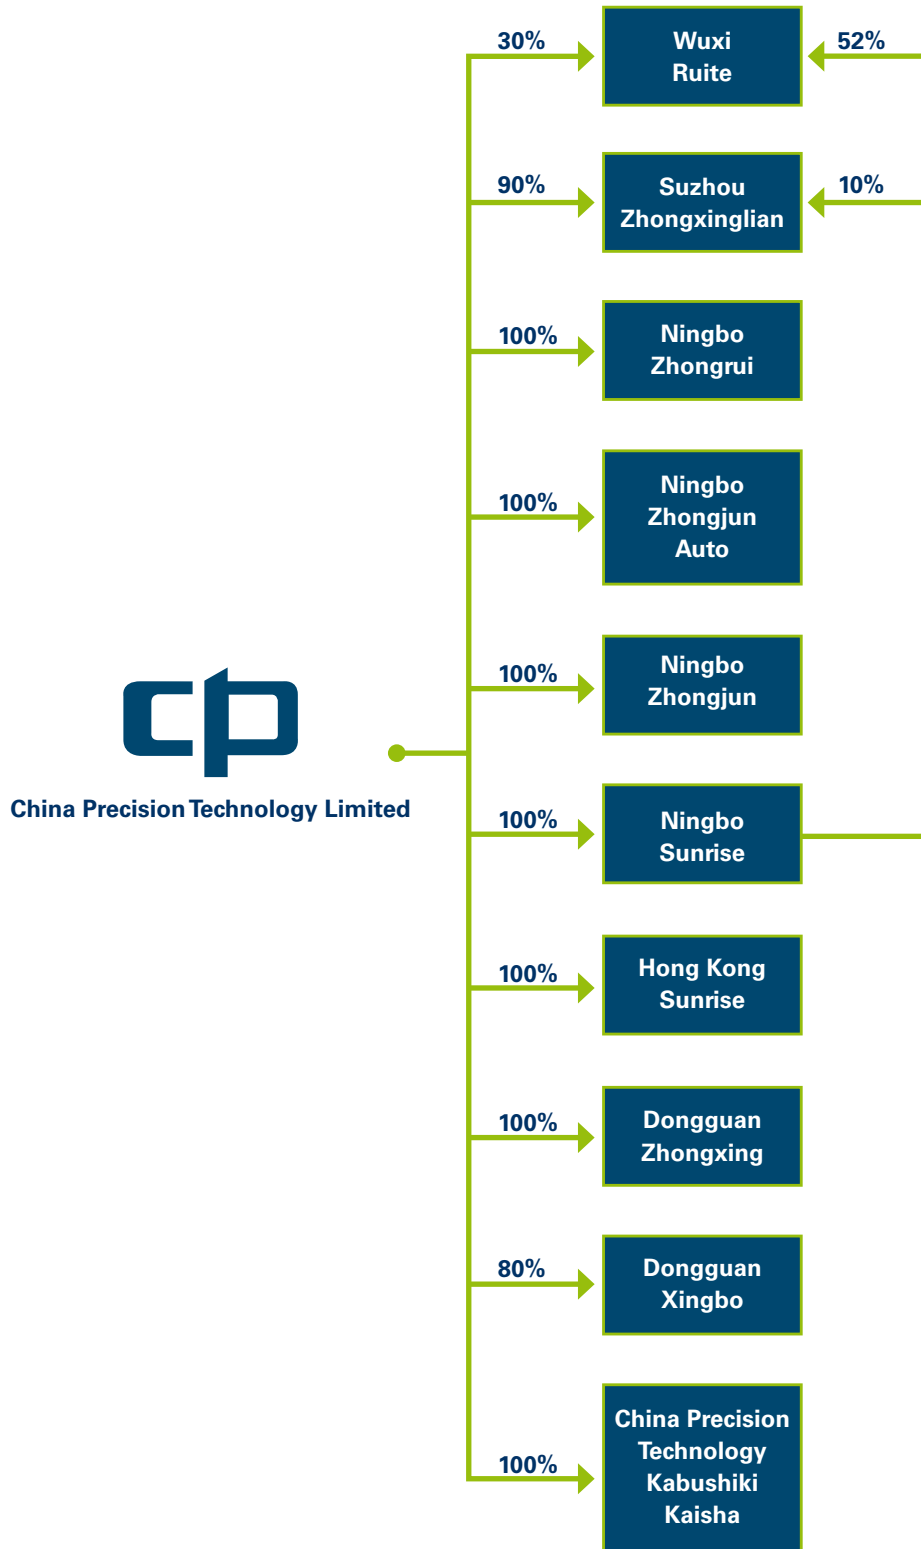 30%
Wuxi
Ruite
52%
90%
Suzhou
Zhongxinglian
10%
100%
Ningbo
Zhongrui
100%
Ningbo
Zhongjun
Auto
100%
Ningbo
Zhongjun
cp
China Precision Technology Limited
100%
Ningbo
Sunrise
100%
Hong Kong
Sunrise
100%
Dongguan
Zhongxing
80%
Dongguan
Xingbo
100%
China Precision
Technology
Kabushiki
Kaisha